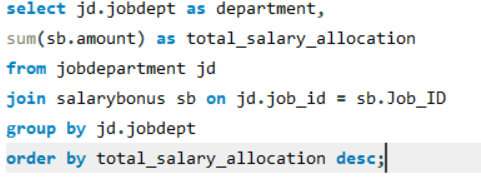 select jd.jobdept as department,
sum(sb.amount) as total_salary_allocation
from jobdepartment jd
join salarybonus sb on jd.job_id = sb.Job_ID
group by jd.jobdept
order by total_salary_allocation desc;